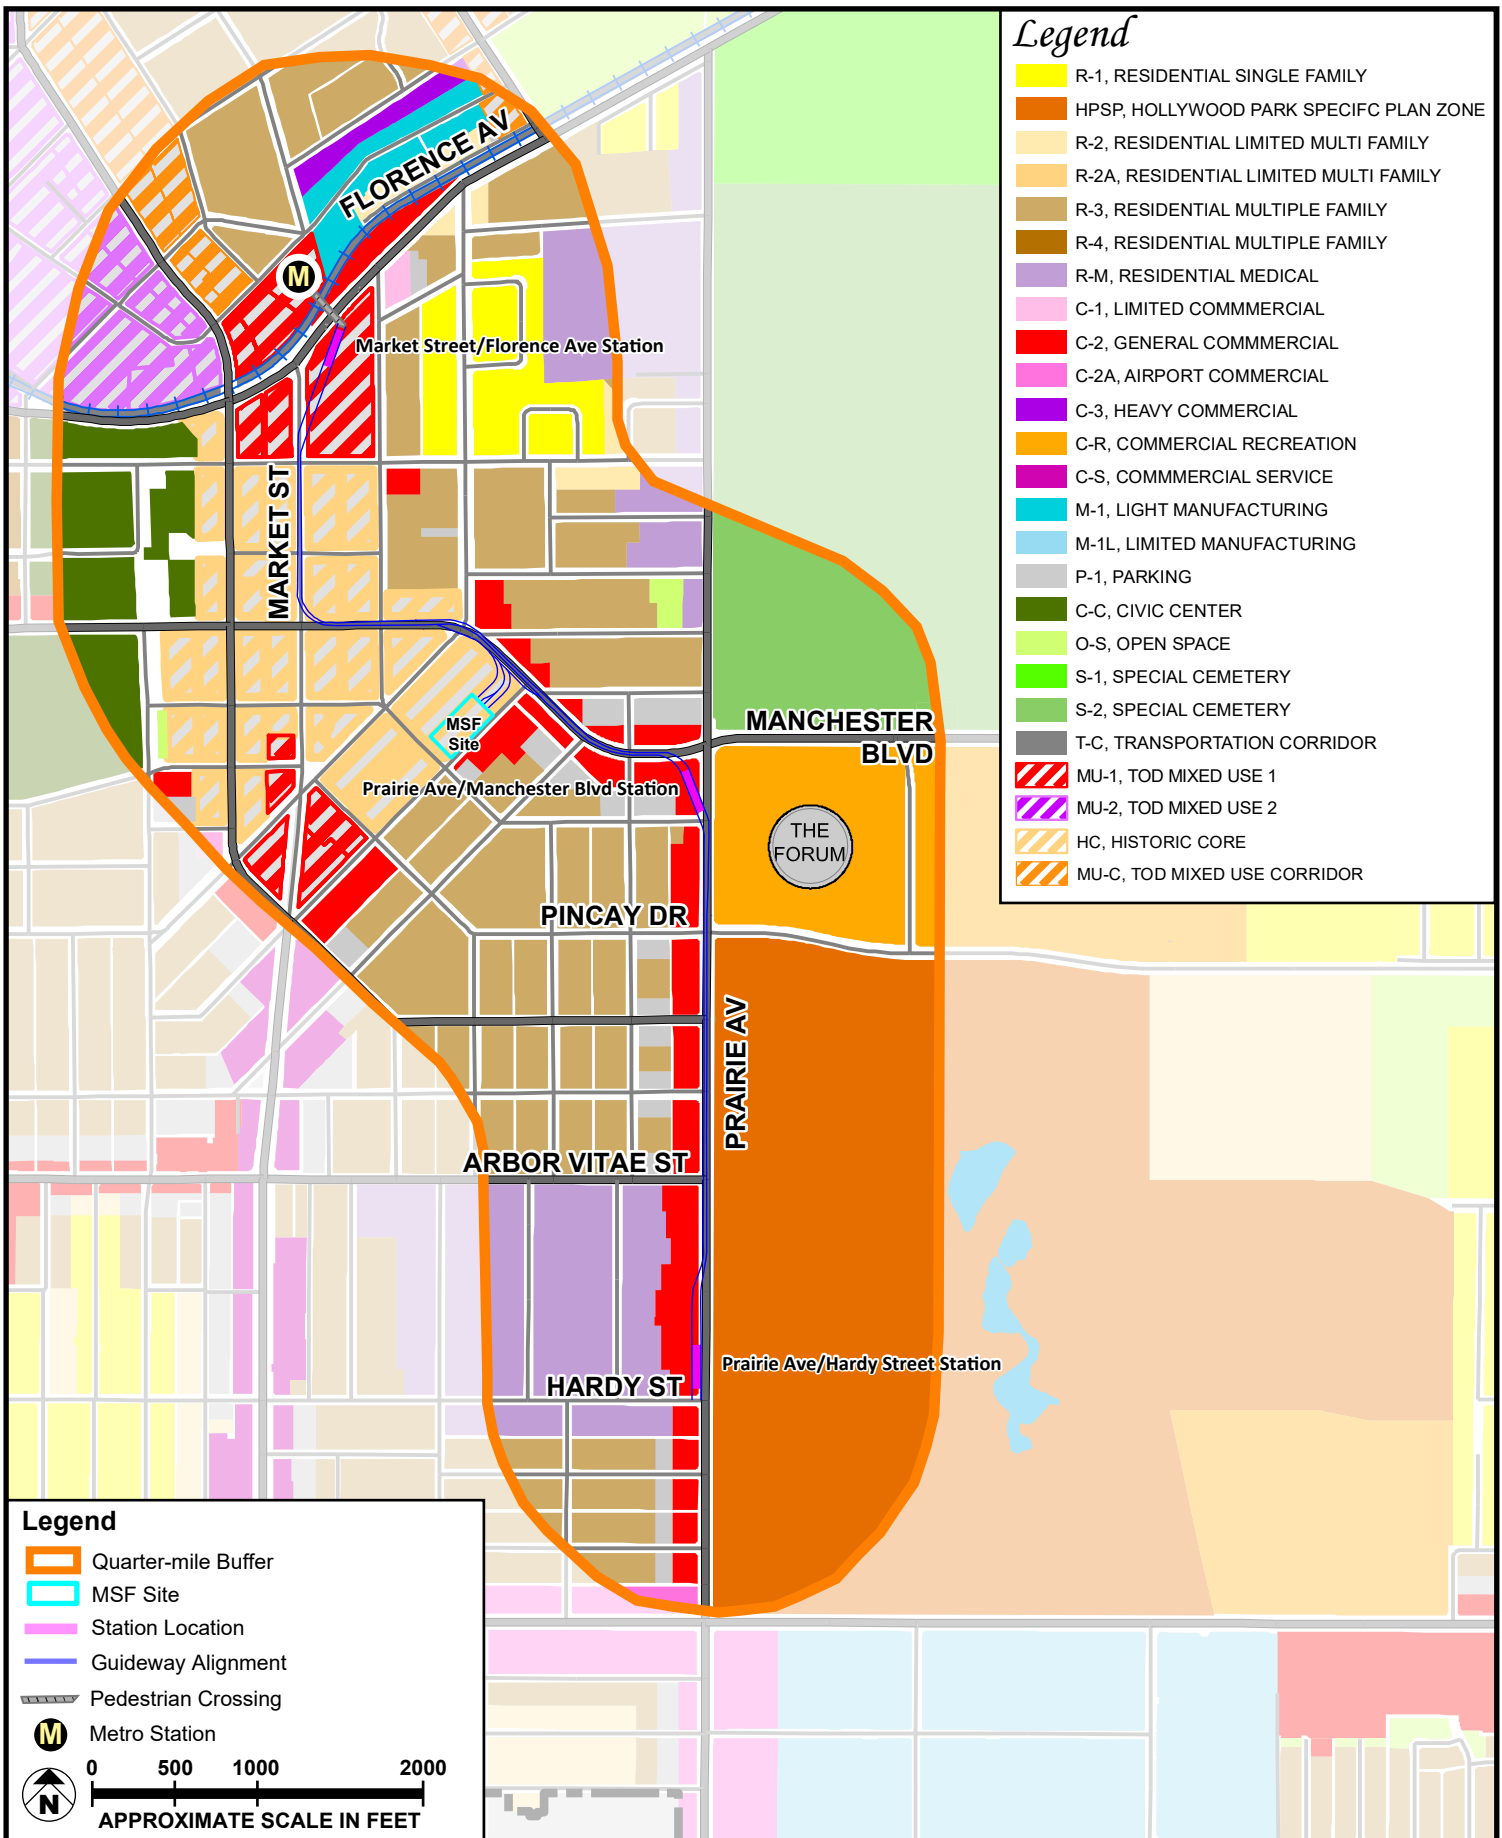 Legend
R-1, RESIDENTIAL SINGLE FAMILY
HPSP, HOLLYWOOD PARK SPECIFC PLAN ZONE
R-2, RESIDENTIAL LIMITED MULTI FAMILY
R-2A, RESIDENTIAL LIMITED MULTI FAMILY
R-3, RESIDENTIAL MULTIPLE FAMILY
R-4, RESIDENTIAL MULTIPLE FAMILY
R-M, RESIDENTIAL MEDICAL
C-1, LIMITED COMMMERCIAL
C-2, GENERAL COMMMERCIAL
C-2A, AIRPORT COMMERCIAL
C-3, HEAVY COMMERCIAL
C-R, COMMERCIAL RECREATION
C-S, COMMMERCIAL SERVICE
M-1, LIGHT MANUFACTURING
M-1L, LIMITED MANUFACTURING
P-1, PARKING
C-C, CIVIC CENTER
O-S, OPEN SPACE
S-1, SPECIAL CEMETERY
S-2, SPECIAL CEMETERY
T-C, TRANSPORTATION CORRIDOR
MU-1, TOD MIXED USE 1
MU-2, TOD MIXED USE 2
HC, HISTORIC CORE
MU-C, TOD MIXED USE CORRIDOR
FLORENCE AV
M
Market Street/Florence Ave Station
MARKET ST
MSF
Site
MANCHESTER
BLVD
Prairie Ave/Manchester Blvd Station
THE
FORUM
PINCAY DR
PRAIRIE AV
ARBOR VITAE ST
Prairie Ave/Hardy Street Station
HARDY ST
Legend
Quarter-mile Buffer
MSF Site
Station Location
Guideway Alignment
Pedestrian Crossing
M
Metro Station
0 500 1000 2000
N
APPROXIMATE SCALE IN FEET